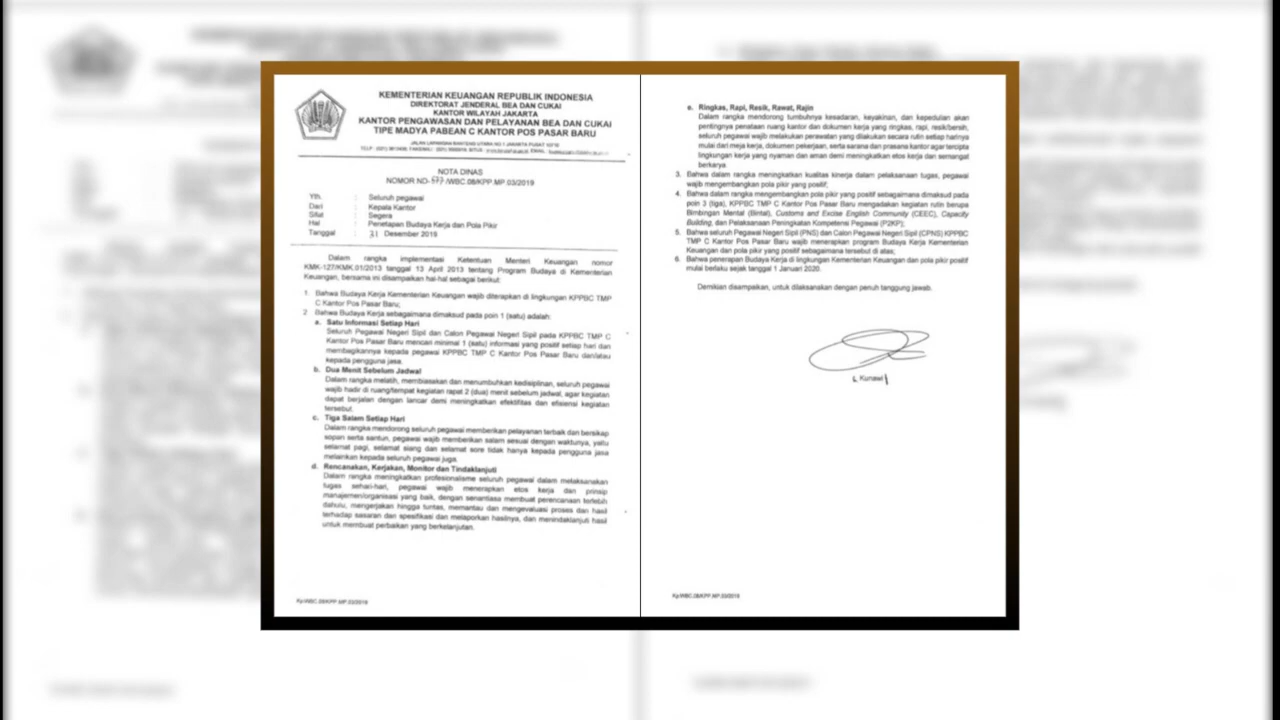 KEMENTERIAN KEUANGAN REPUBLIK INDONESIA
DIREKTORAT JENDERAL BEA DAN CUKAI
KANTOR WILAYAH JAKARTA
KANTOR PENGAWASAN DAN PELAYANAN BEA DAN CUKAI
TIPE MADYA PABEAN C KANTOR POS PASAR BARU
JALAN LAPANGAN BANTENG UTARA NO 1 JAKARTA PUSAT
NOTA DINAS
NOMOR ND- /WBC.08/KPP.MP.03/2019
Yth. : Seluruh pegawai
Dari : Kepala Kantor
Sifat : Segera
Hal : Penetapan Budaya Kerja dan Pola Pikir
Tanggal : 31 Desember 2019
Dalam rangka implementasi Ketentuan Menteri Keuangan nomor
KMK-127/KMK.01/2013 tanggal 13 April 2013 tentang Program Budaya di Kementerian
Keuangan, bersama ini disampaikan hal-hal sebagai berikut:
1. Bahwa Budaya Kerja Kementerian Keuangan wajib diterapkan di lingkungan KPPBC TMP
C Kantor Pos Pasar Baru;
2 Bahwa Budaya Kerja sebagaimana dimaksud pada poin 1 (satu) adalah:
a. Satu Informasi Setiap Hari
Seluruh Pegawai Negeri Sipil dan Calon Pegawai Negeri Sipil pada KPPBC TMP C
Kantor Pos Pasar Baru mencari minimal 1 (satu) informasi yang positif setiap hari dan
membagikannya kepada pegawai KPPBC TMP C Kantor Pos Pasar Baru dan/atau
kepada pengguna jasa.
b. Dua Menit Sebelum Jadwal
Dalam rangka melatih, membiasakan dan menumbuhkan kedisiplinan, seluruh pegawai
wajib hadir di ruang/tempat kegiatan rapat 2 (dua) menit sebelum jadwal, agar kegiatan
dapat berjalan dengan lancar demi meningkatkan efektifitas dan efisiensi kegiatan
tersebut.
c. Tiga Salam Setiap Hari
Dalam rangka mendorong seluruh pegawai memberikan pelayanan terbaik dan bersikap
sopan serta santun, pegawai wajib memberikan salam sesuai dengan waktunya, yaitu
selamat pagi, selamat siang dan selamat sore tidak hanya kepada pengguna jasa
melainkan kepada seluruh pegawai juga.
d. Rencanakan, Kerjakan, Monitor dan Tindaklanjuti
Dalam rangka meningkatkan profesionalisme seluruh pegawai dalam melaksanakan
tugas sehari-hari, pegawai wajib menerapkan etos kerja dan prinsip
manajemen/organisasi yang baik, dengan senantiasa membuat perencanaan terlebih
dahulu, mengerjakan hingga tuntas, memantau dan mengevaluasi proses dan hasil
terhadap sasaran dan spesifikasi dan melaporkan hasilnya, dan menindaklanjuti hasil
untuk membuat perbaikan yang berkelanjutan.
Kp/WBC.08/KPP.MP.03/2019
e. Ringkas, Rapi, Resik, Rawat, Rajin
Dalam rangka mendorong tumbuhnya kesadaran, keyakinan, dan kepedulian akan
pentingnya penataan ruang kantor dan dokumen kerja yang ringkas, rapi, resik/bersih,
seluruh pegawai wajib melakukan perawatan yang dilakukan secara rutin setiap harinya
mulai dari meja kerja, dokumen pekerjaan, serta sarana dan prasana kantor agar tercipta
lingkungan kerja yang nyaman dan aman demi meningkatkan etos kerja dan semangat
berkarya.
3. Bahwa dalam rangka meningkatkan kualitas kinerja dalam pelaksanaan tugas, pegawai
wajib mengembangkan pola pikir yang positif;
4. Bahwa dalam rangka mengembangkan pola pikir yang positif sebagaimana dimaksud pada
poin 3 (tiga), KPPBC TMP C Kantor Pos Pasar Baru mengadakan kegiatan rutin berupa
Bimbingan Mental (Bintal), Customs and Excise English Community (CEEC), Capacity
Building, dan Pelaksanaan Peningkatan Kompetensi Pegawai (P2KP);
5. Bahwa seluruh Pegawai Negeri Sipil (PNS) dan Calon Pegawai Negeri Sipil (CPNS) KPPBC
TMP C Kantor Pos Pasar Baru wajib menerapkan program Budaya Kerja Kementerian
Keuangan dan pola pikir yang positif sebagaimana tersebut di atas;
6. Bahwa penerapan Budaya Kerja di lingkungan Kementerian Keuangan dan pola pikir positif
mulai berlaku sejak tanggal 1 Januari 2020.
Demikian disampaikan, untuk dilaksanakan dengan penuh tanggung jawab.
Kunawi
Kp/WBC.08/KPP.MP.03/2019